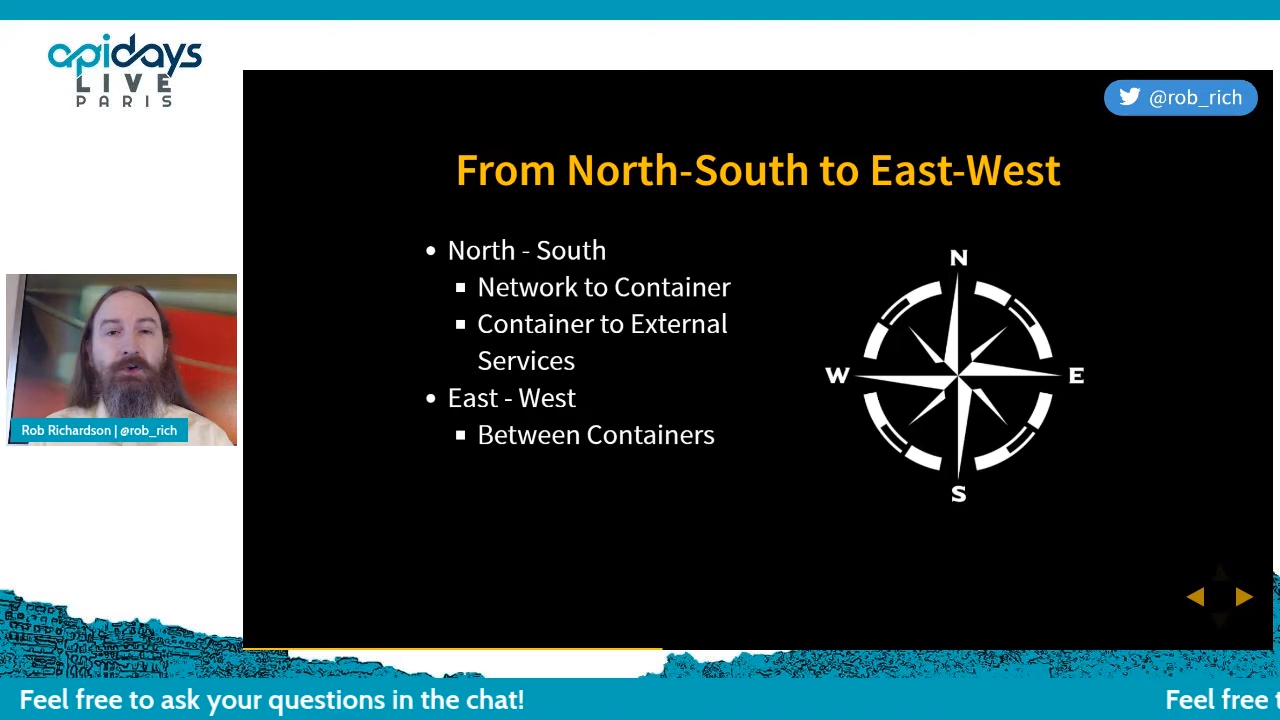 apidays
LIVE
PARIS
@rob_rich
From North-South to East-West
North - South
Network to Container
Container to External
Services
East - West
Between Containers
N
W
E
S
Rob Richardson | @rob_rich
Feel free to ask your questions in the chat!
Feel free